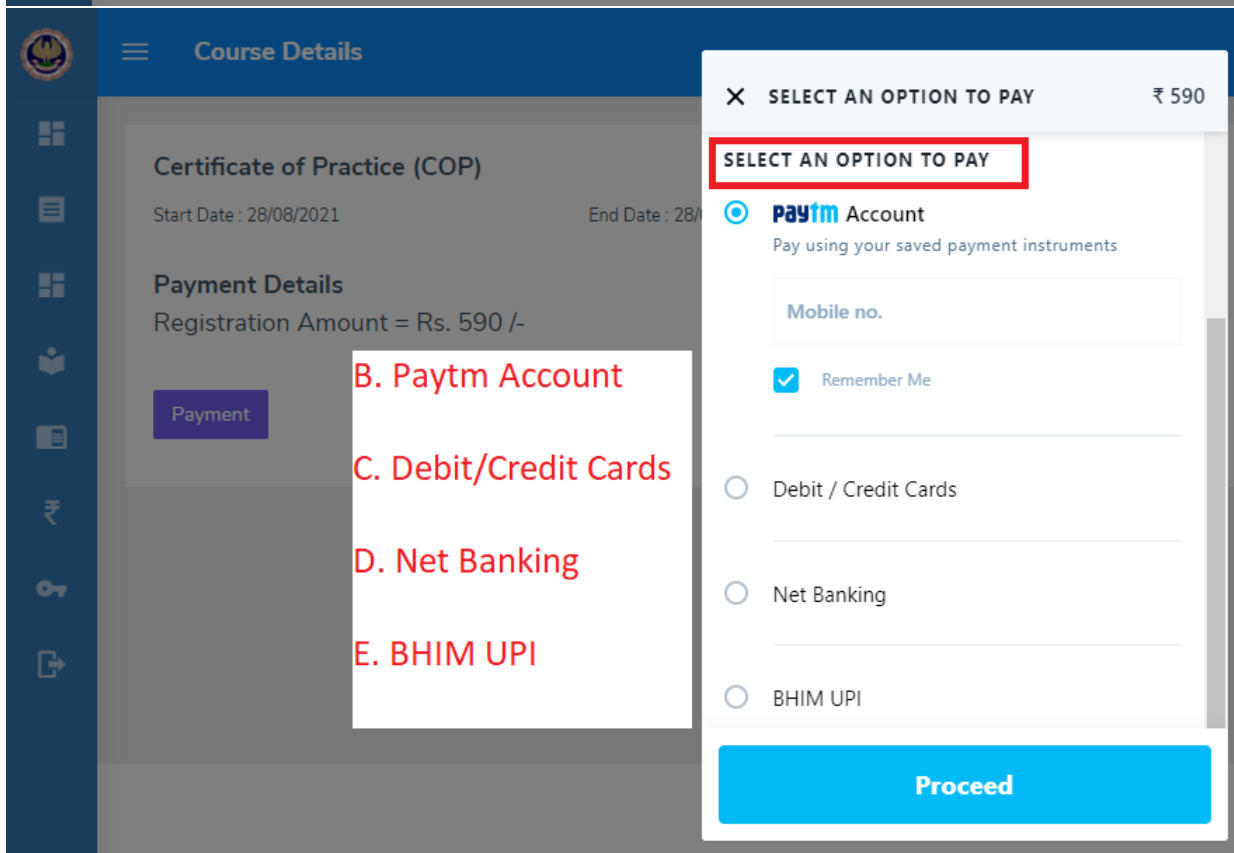 Course Details
Certificate of Practice (COP)
Start Date : 28/08/2021
End Date : 28/
Payment Details
Registration Amount = Rs. 590 /-
Payment
B. Paytm Account
C. Debit/Credit Cards
D. Net Banking
E. BHIM UPI
SELECT AN OPTION TO PAY ₹ 590
SELECT AN OPTION TO PAY
Paytm Account
Pay using your saved payment instruments
Mobile no.
Remember Me
Debit / Credit Cards
Net Banking
BHIM UPI
Proceed